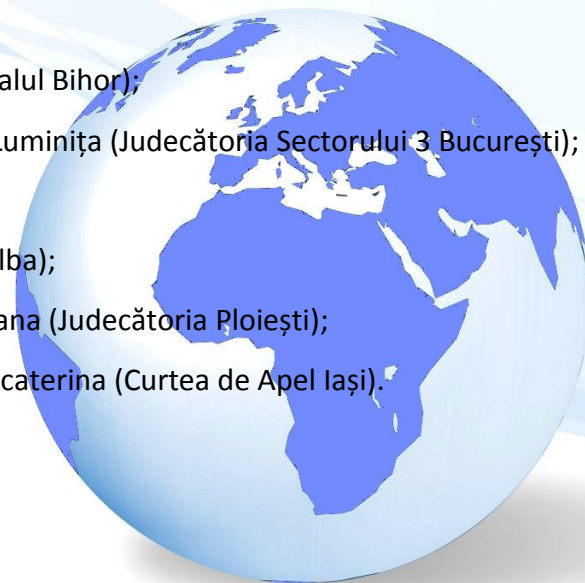 alul Bihor);
Luminița (Judecătoria Sectorului 3 București);
lba);
ana (Judecătoria Ploiești);
caterina (Curtea de Apel Iași).